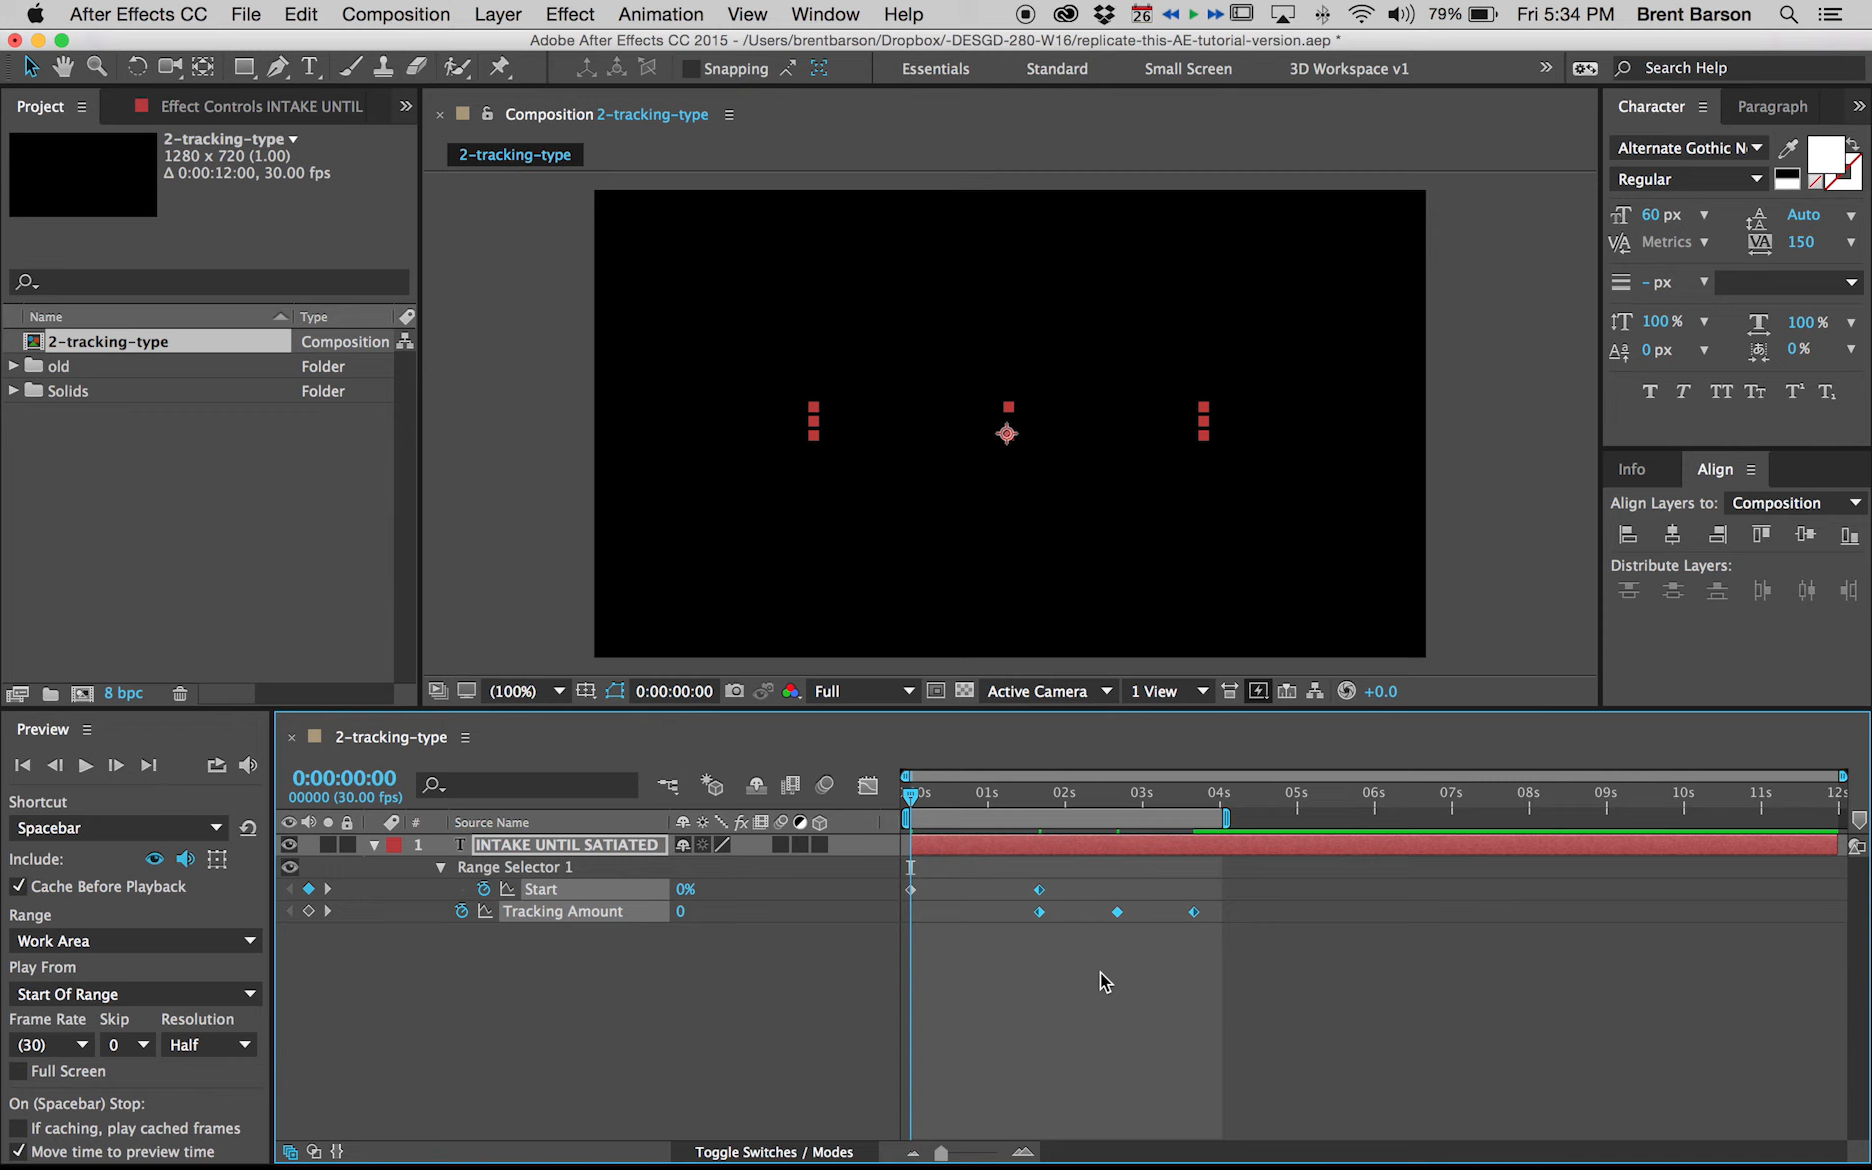 After Effects CC File Edit Composition Layer Effect Animation View Window Help 26 79% Fri 5:34 PM Brent Barson
Adobe After Effects CC 2015 - /Users/brentbarson/Dropbox/-DESGD-280-W16/replicate-this-AE-tutorial-version.aep *
T Snapping Essentials Standard Small Screen 3D Workspace v1 Search Help
Project Effect Controls INTAKE UNTIL
2-tracking-type
1280 x 720 (1.00)
Δ 0:00:12:00, 30.00 fps
Name Type
2-tracking-type Composition
old Folder
Solids Folder
8 bpc
Composition 2-tracking-type
2-tracking-type
(100%) 0:00:00:00 Full Active Camera 1 View +0.0
Character Paragraph
Alternate Gothic N
Regular
60 px Auto
Metrics 150
- px
100 % 100 %
0 px 0 %
T T TT Tт T¹ T₁
Info Align
Align Layers to: Composition
Distribute Layers:
Preview
Shortcut
Spacebar
Include:
Cache Before Playback
Range
Work Area
Play From
Start Of Range
Frame Rate Skip Resolution
(30) 0 Half
Full Screen
On (Spacebar) Stop:
If caching, play cached frames
Move time to preview time
2-tracking-type
0:00:00:00
00000 (30.00 fps)
0s 01s 02s 03s 04s 05s 06s 07s 08s 09s 10s 11s 12s
# Source Name fx
1 T INTAKE UNTIL SATIATED
Range Selector 1
Start 0%
Tracking Amount 0
Toggle Switches / Modes